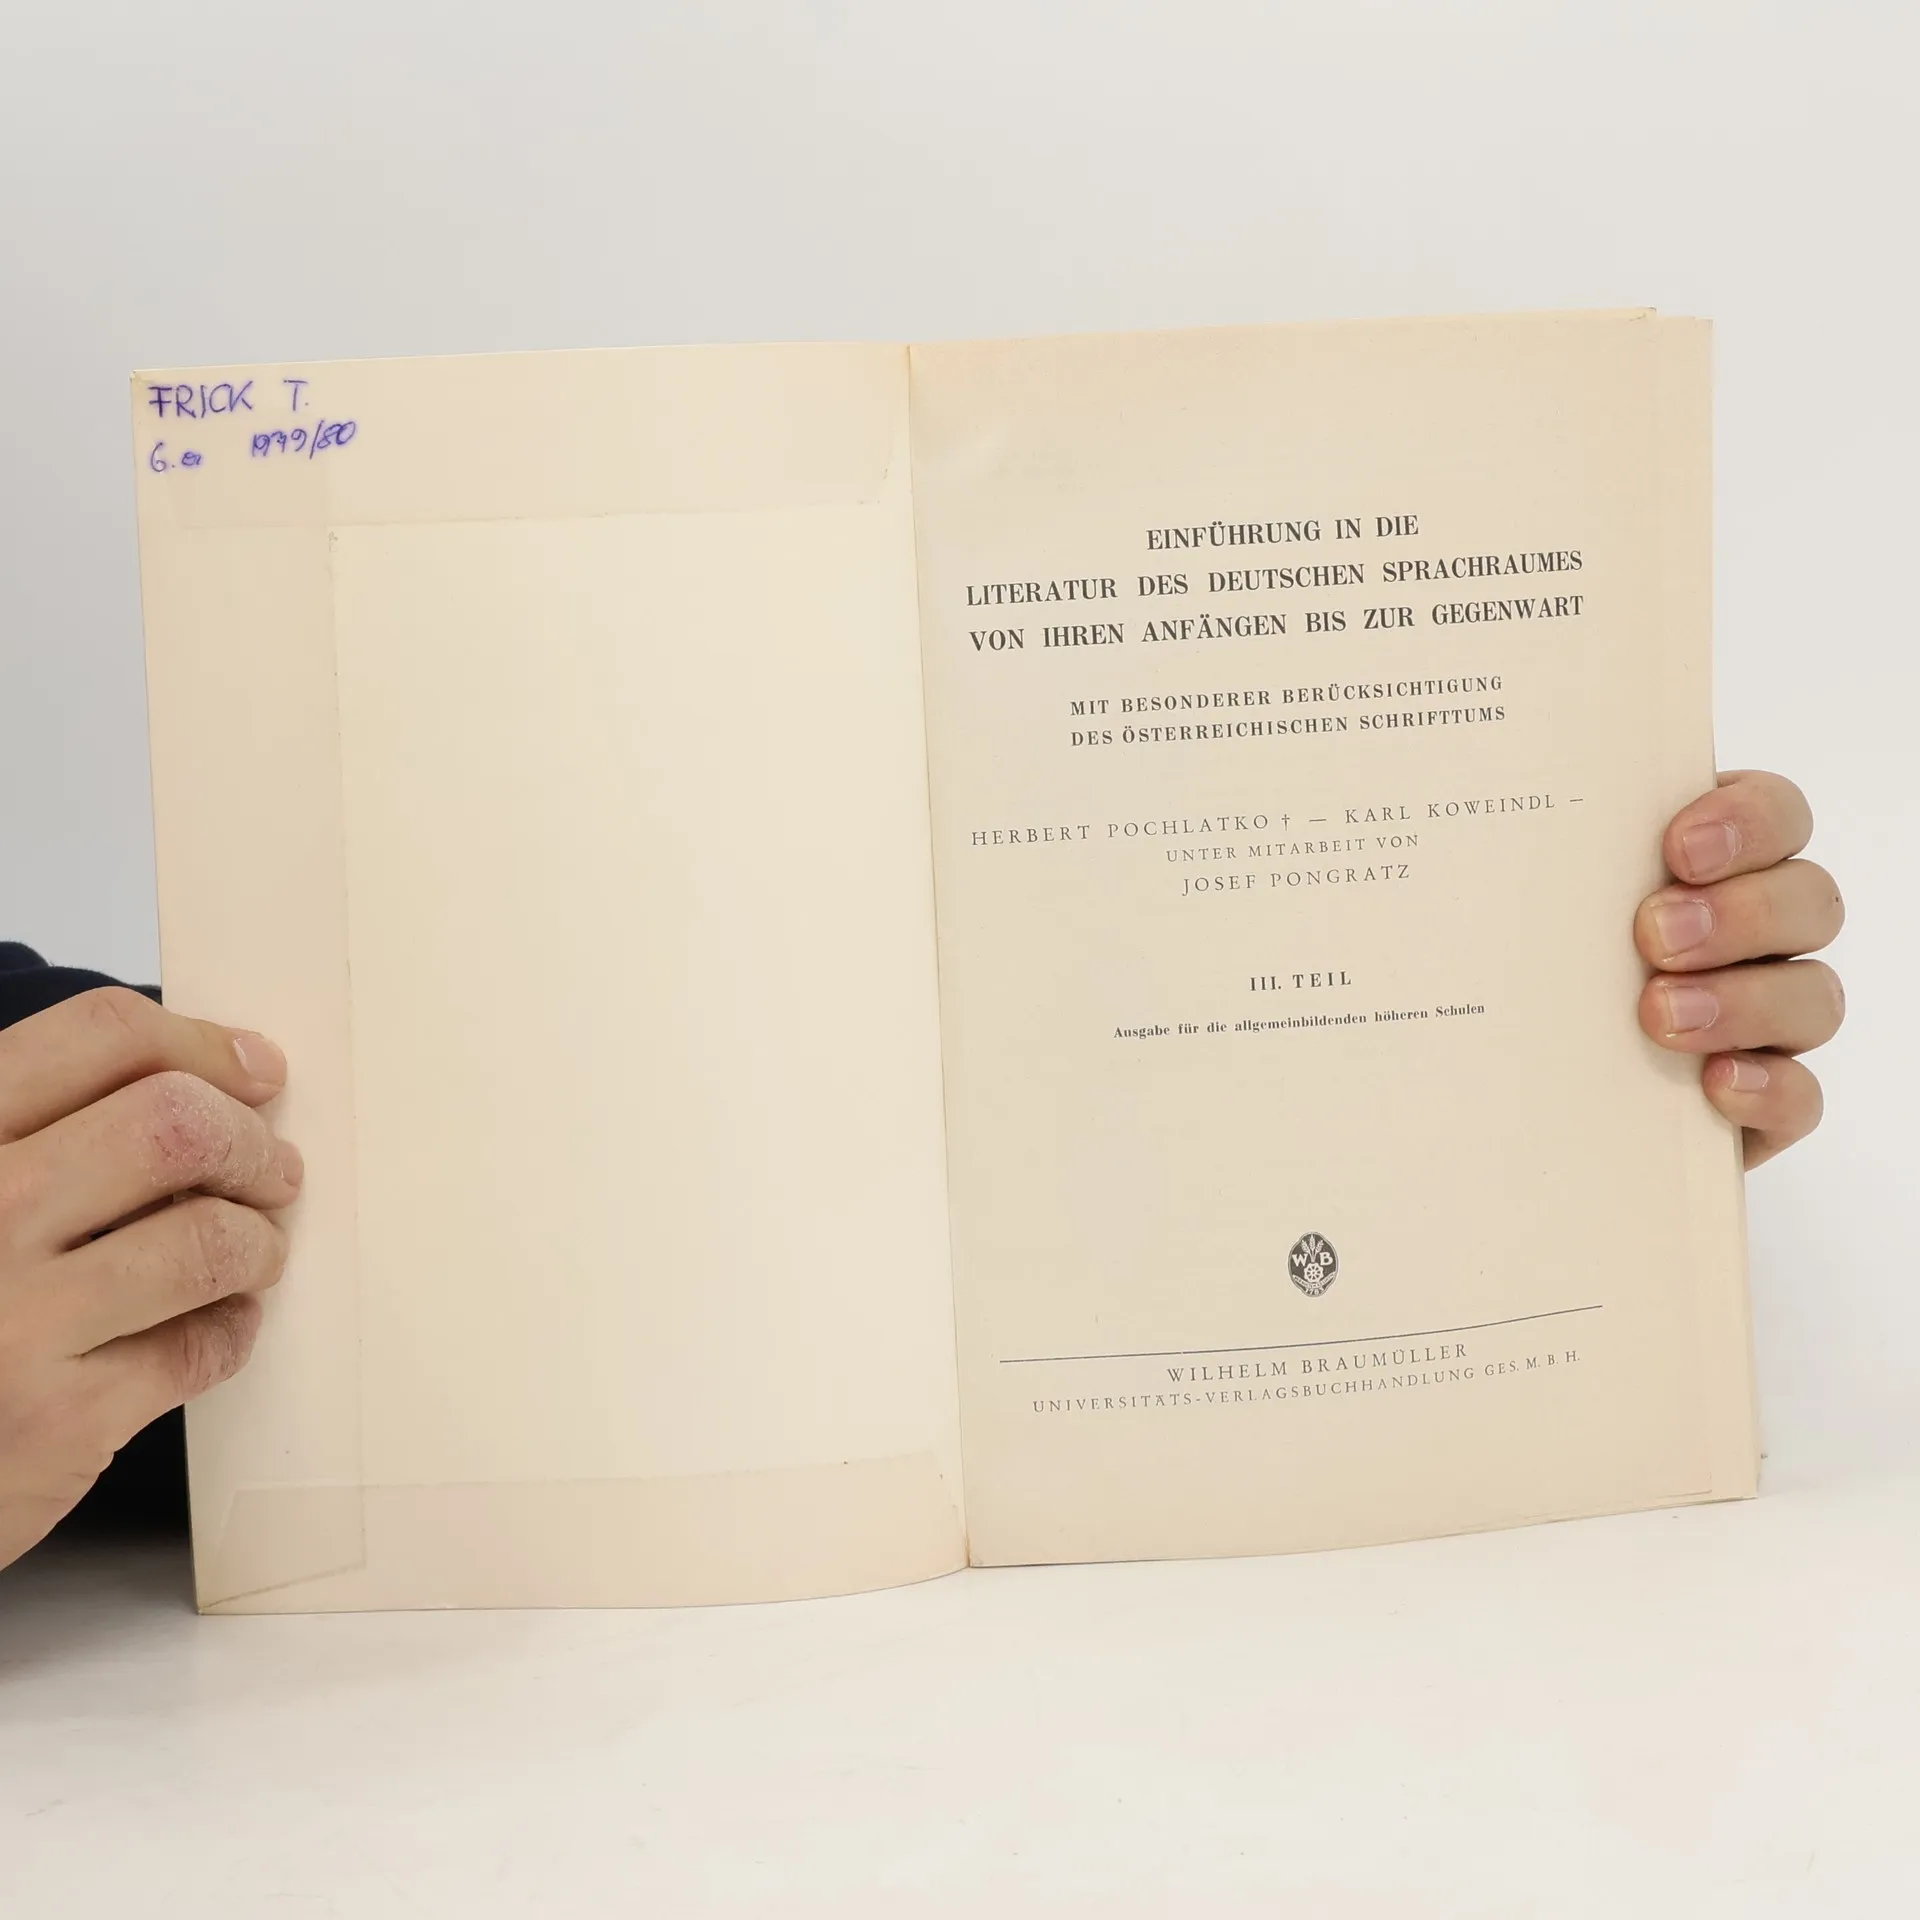 FRICK T.
6.a 1979/80
EINFÜHRUNG IN DIE
LITERATUR DES DEUTSCHEN SPRACHRAUMES
VON IHREN ANFÄNGEN BIS ZUR GEGENWART
MIT BESONDERER BERÜCKSICHTIGUNG
DES ÖSTERREICHISCHEN SCHRIFTTUMS
HERBERT POCHLATKO † — KARL KOWEINDL —
UNTER MITARBEIT VON
JOSEF PONGRATZ
III. TEIL
Ausgabe für die allgemeinbildenden höheren Schulen
W B
1783
WILHELM BRAUMÜLLER
UNIVERSITÄTS-VERLAGSBUCHHANDLUNG GES. M. B. H.